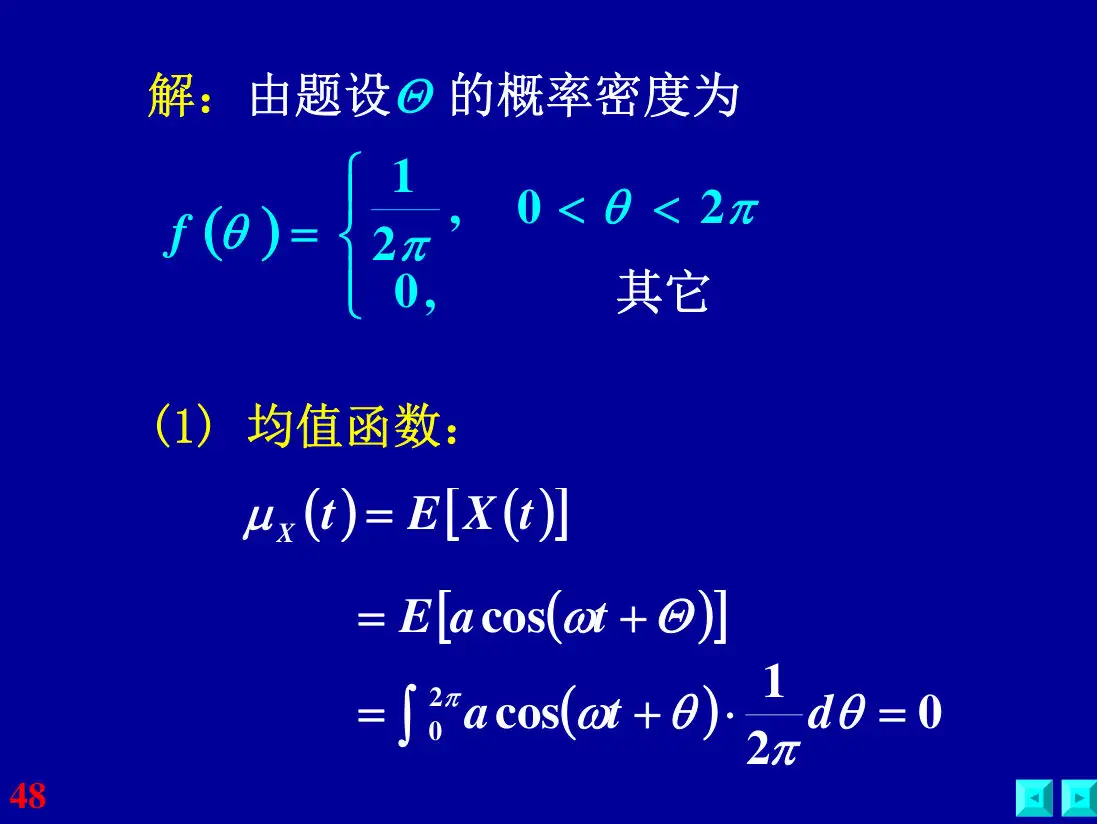 解：由题设Θ 的概率密度为
f(θ) = { 1/2π, 0 < θ < 2π
0, 其它
(1) 均值函数：
μ_X(t) = E[X(t)]
= E[a cos(ωt + Θ)]
= ∫_0^{2π} a cos(ωt + θ) · 1/2π dθ = 0
48